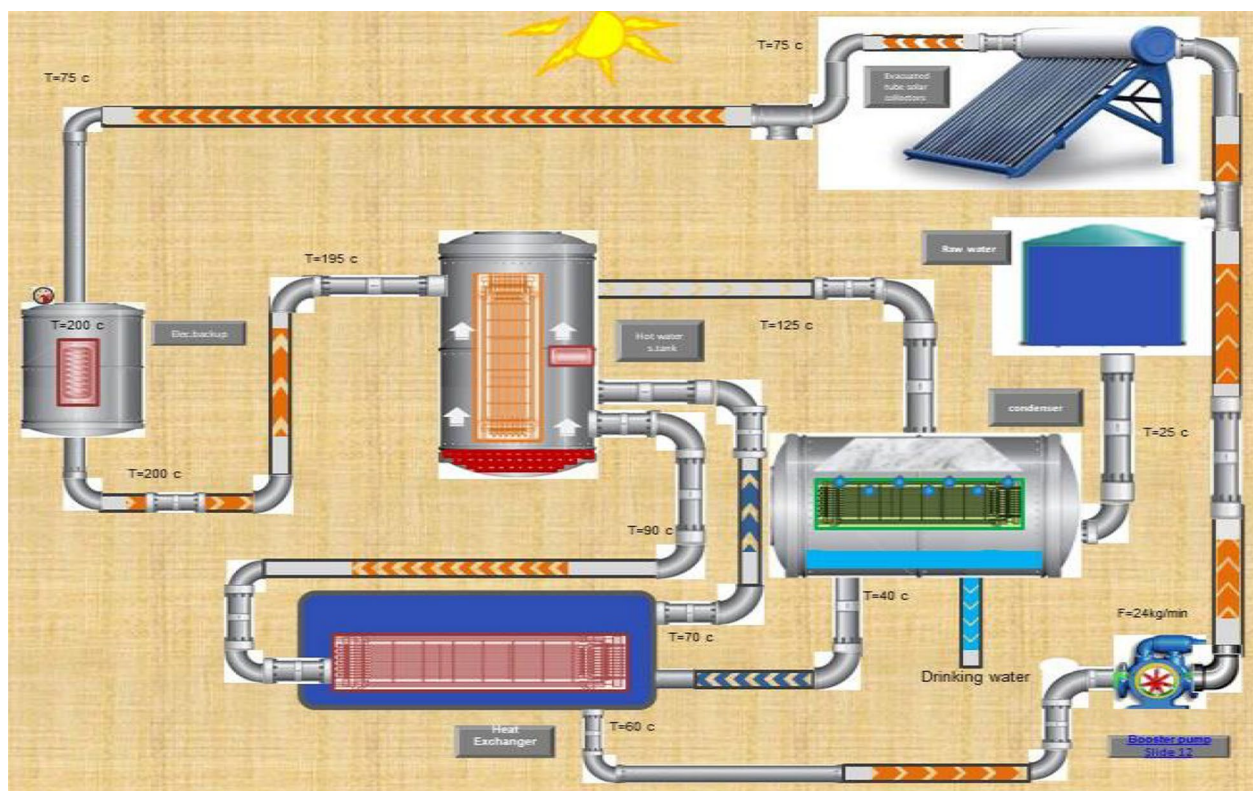 T=75 c
T=75 c
Evacuated
tube solar
collectors
Raw water
T=195 c
T=200 c
Elec.backup
Hot water
s.tank
T=125 c
condenser
T=25 c
T=200 c
T=90 c
T=40 c
F=24kg/min
T=70 c
Drinking water
T=60 c
Heat
Exchanger
Booster pump
Slide 12